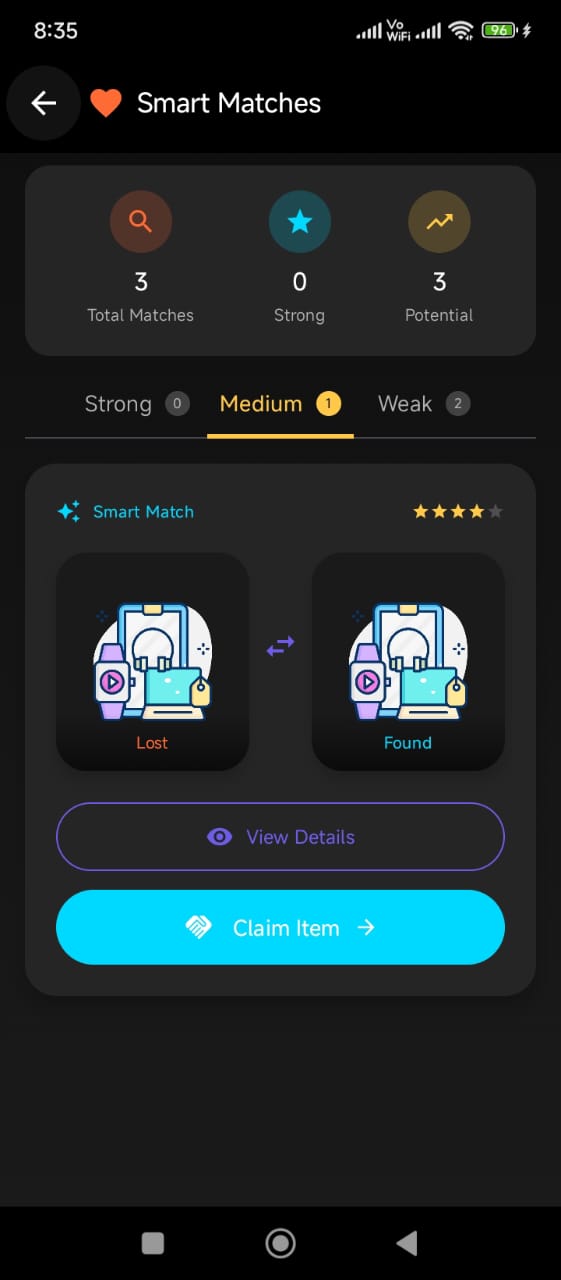 8:35
Vo
WiFi
96
Smart Matches
3
0
3
Total Matches
Strong
Potential
Strong 0
Medium 1
Weak 2
Smart Match
Lost
Found
View Details
Claim Item